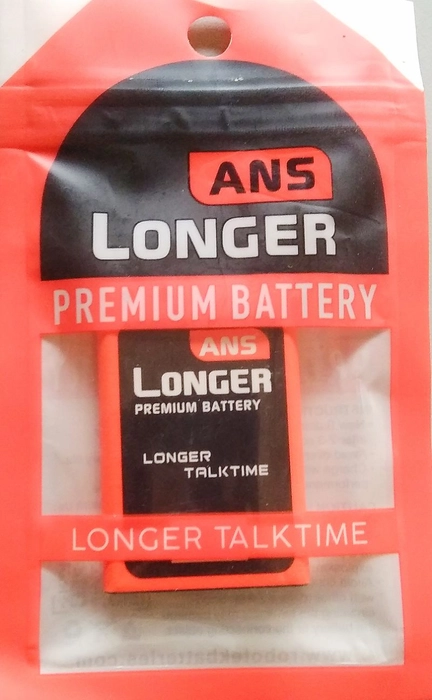 ANS
LONGER
PREMIUM BATTERY
ANS
LONGER
PREMIUM BATTERY
LONGER
TALKTIME
LONGER TALKTIME